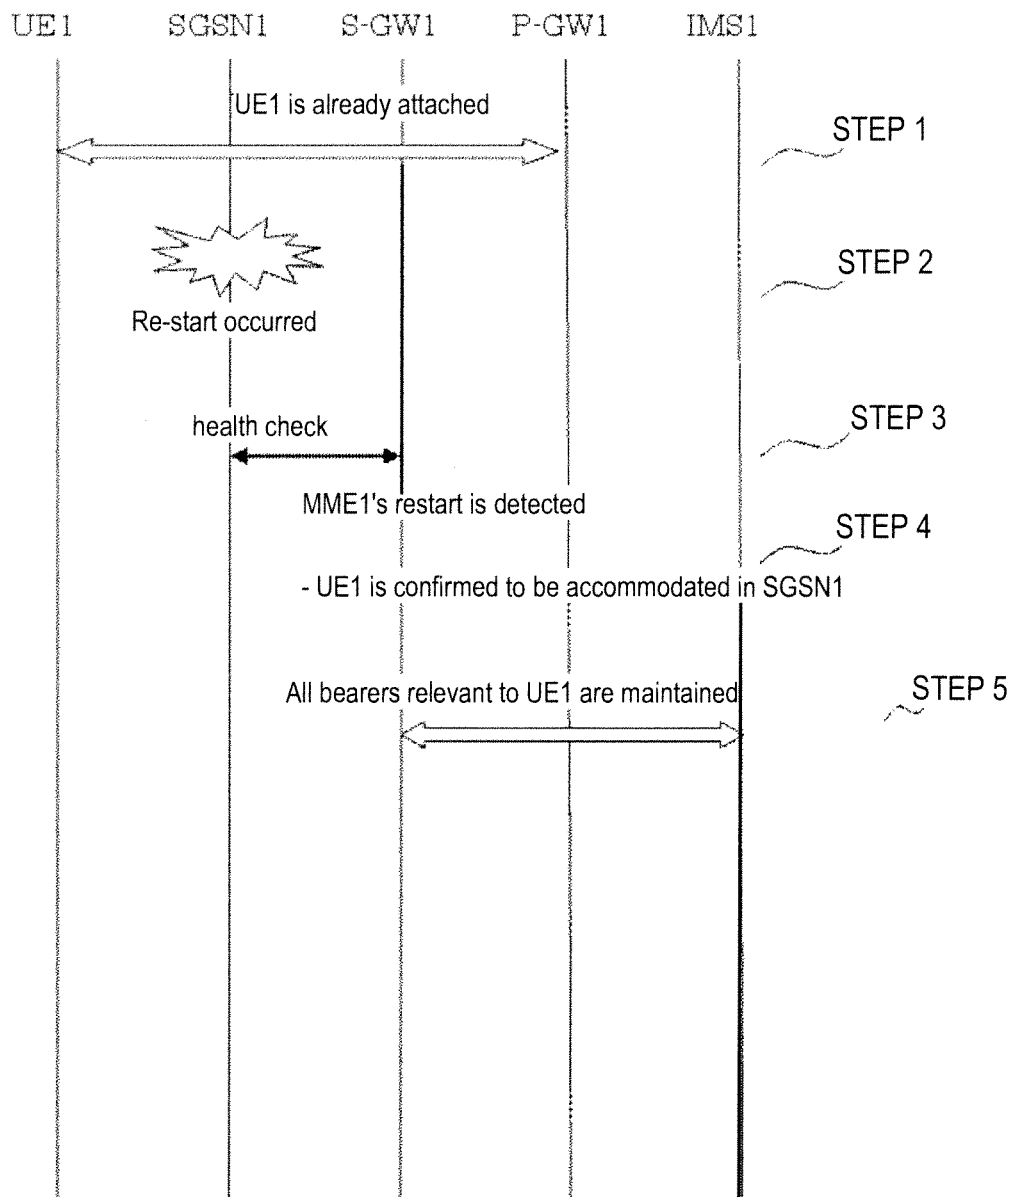 UE1 SGSN1 S-GW1 P-GW1 IMS1
UE1 is already attached
STEP 1
STEP 2
Re-start occurred
STEP 3
health check
MME1's restart is detected
STEP 4
- UE1 is confirmed to be accommodated in SGSN1
All bearers relevant to UE1 are maintained
STEP 5